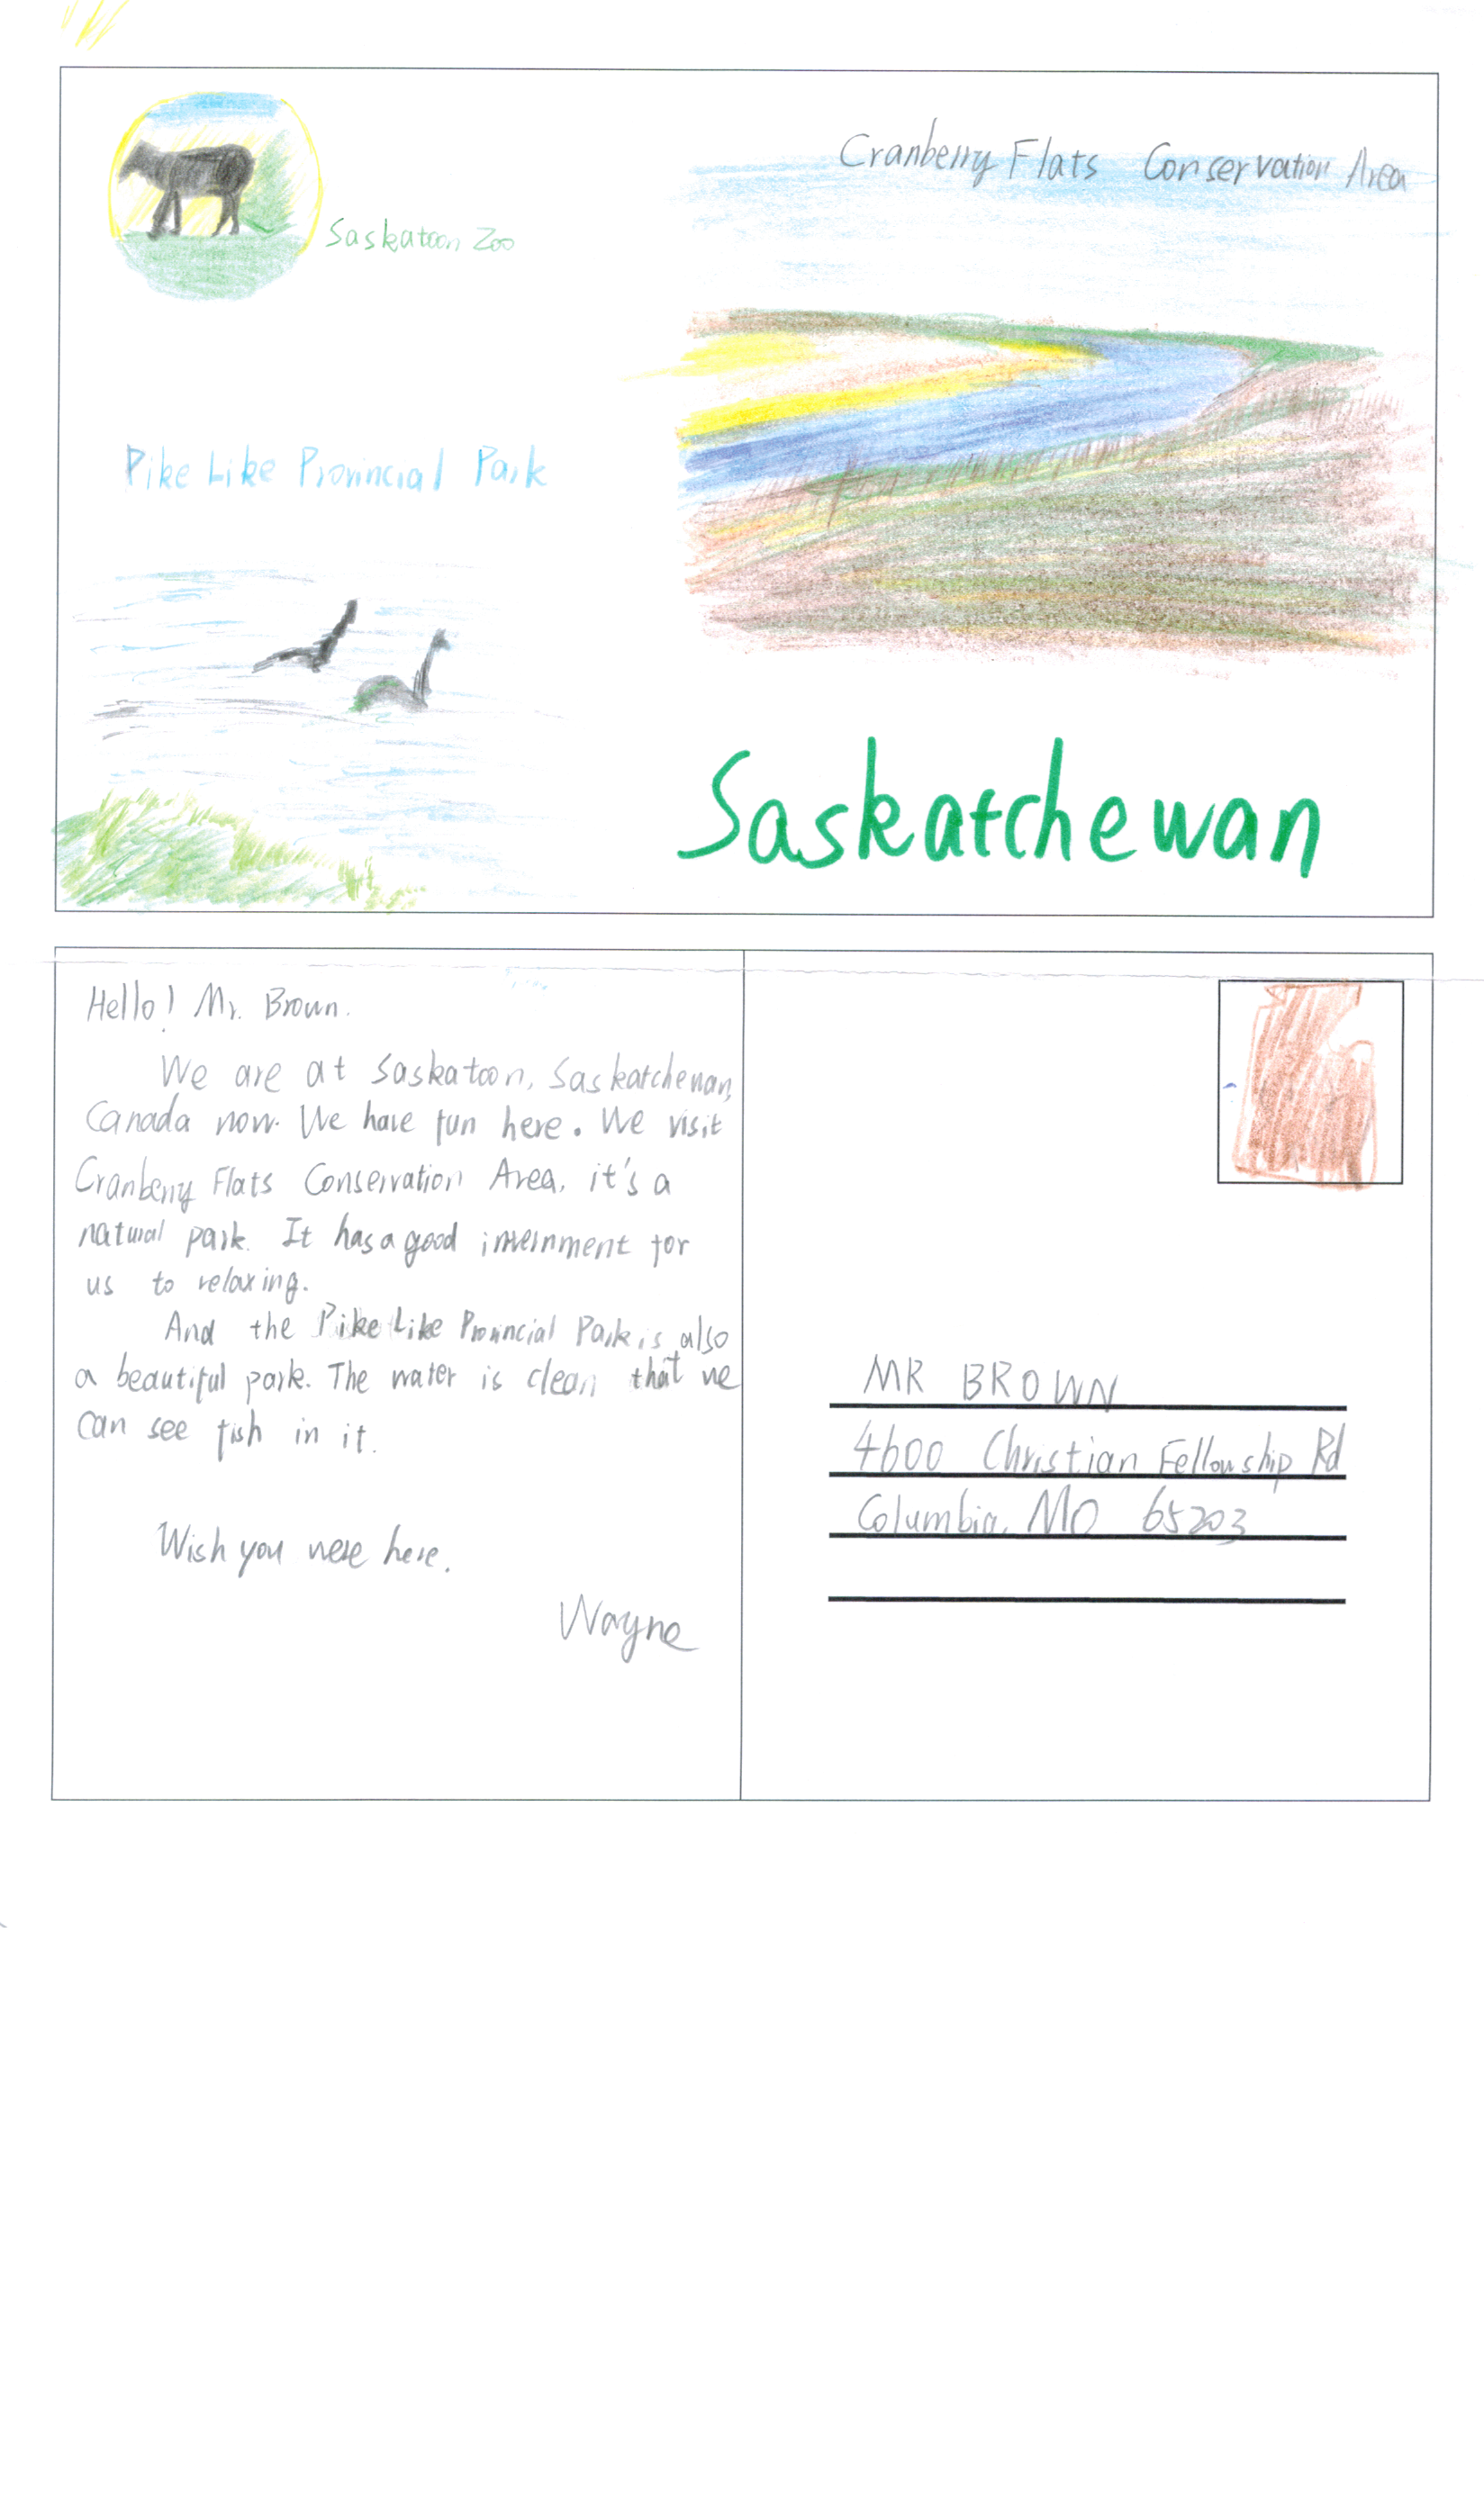 Cranberry Flats Conservation Area
Saskatoon Zoo
Pike Like Provincial Park
Saskatchewan
Hello! Mr. Brown.
We are at Saskatoon, Saskatchewan,
Canada now. We have fun here. We visit
Cranberry Flats Conservation Area, it's a
natural park. It has a good for
us to relaxing.
And the Pike Like Provincial Park is also
a beautiful park. The water is clean that we
can see fish in it.
Wish you were here.
Wayne
MR BROWN
4600 Christian Fellowship Rd
Columbia, MO 65203